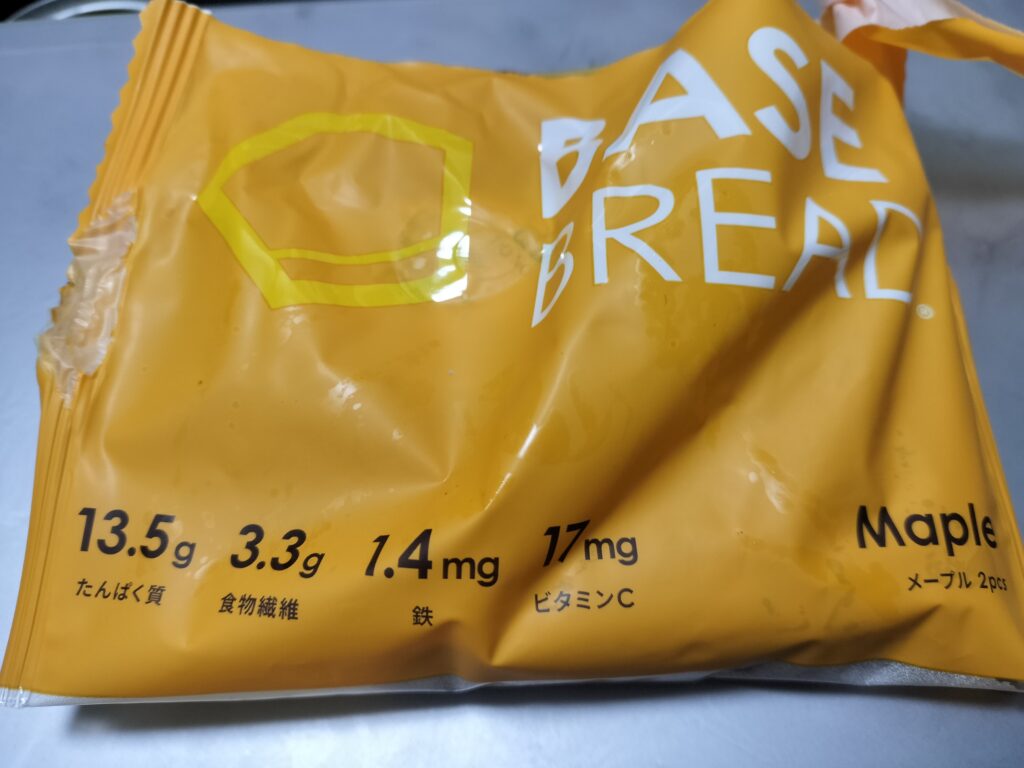 BASE
BREAD®
13.5g
たんぱく質
3.3g
食物繊維
1.4mg
鉄
17mg
ビタミンC
Maple
メープル 2pcs